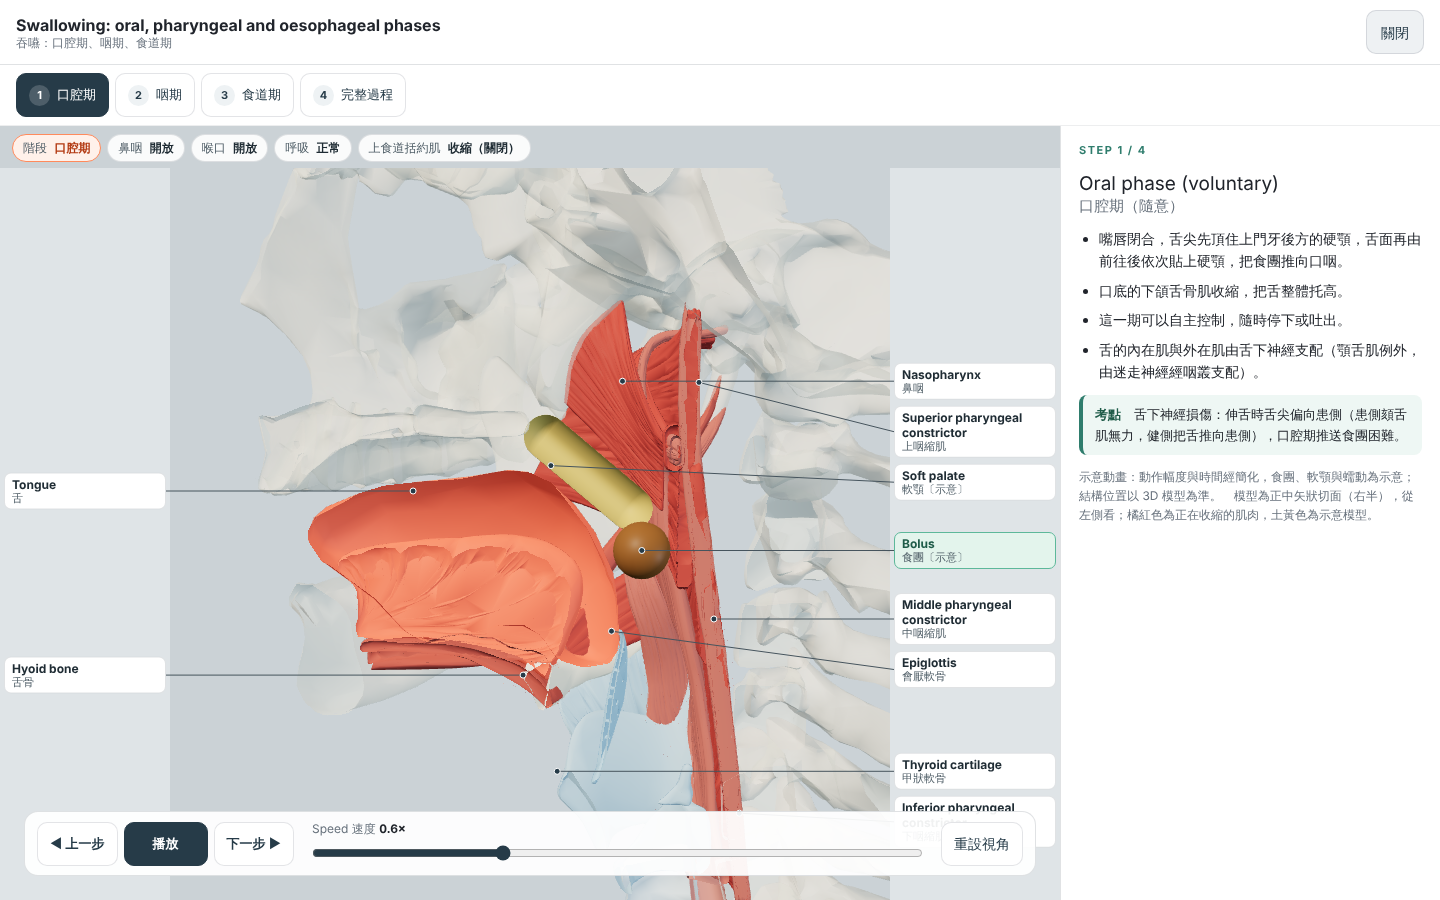 Swallowing: oral, pharyngeal and oesophageal phases
吞嚥：口腔期、咽期、食道期
關閉
1 口腔期
2 咽期
3 食道期
4 完整過程
階段 口腔期
鼻咽 開放
喉口 開放
呼吸 正常
上食道括約肌 收縮（關閉）
Nasopharynx
鼻咽
Superior pharyngeal
constrictor
上咽縮肌
Soft palate
軟顎〔示意〕
Tongue
舌
Bolus
食團〔示意〕
Middle pharyngeal
constrictor
中咽縮肌
Epiglottis
會厭軟骨
Hyoid bone
舌骨
Thyroid cartilage
甲狀軟骨
Inferior pharyngeal
constrictor
◀ 上一步
播放
下一步 ▶
Speed 速度 0.6×
重設視角
STEP 1 / 4
Oral phase (voluntary)
口腔期（隨意）
• 嘴唇閉合，舌尖先頂住上門牙後方的硬顎，舌面再由
前往後依次貼上硬顎，把食團推向口咽。
• 口底的下頜舌骨肌收縮，把舌整體托高。
• 這一期可以自主控制，隨時停下或吐出。
• 舌的內在肌與外在肌由舌下神經支配（顎舌肌例外，
由迷走神經經咽叢支配）。
考點 舌下神經損傷：伸舌時舌尖偏向患側（患側頦舌
肌無力，健側把舌推向患側），口腔期推送食團困難。
示意動畫：動作幅度與時間經簡化，食團、軟顎與蠕動為示意；
結構位置以 3D 模型為準。 模型為正中矢狀切面（右半），從
左側看；橘紅色為正在收縮的肌肉，土黃色為示意模型。